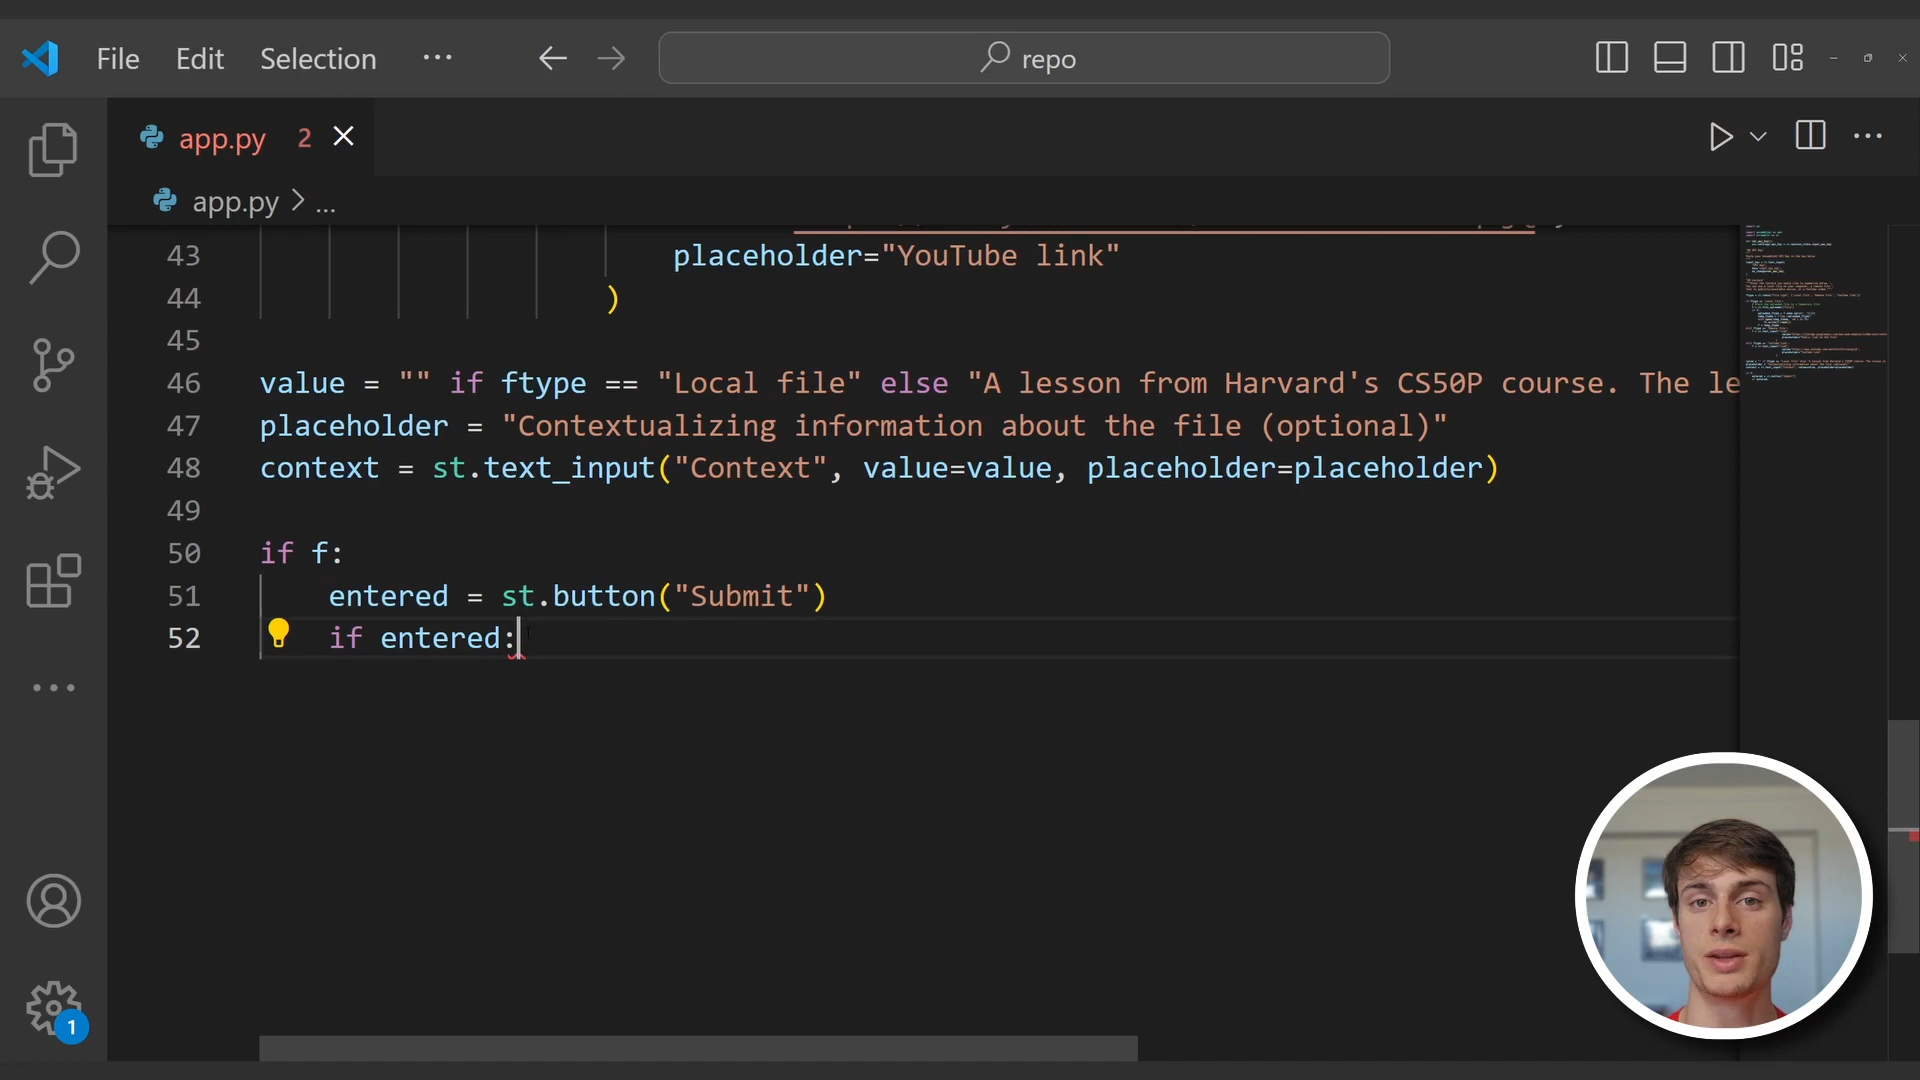 File Edit Selection ... repo
app.py 2
app.py > ...
43 placeholder="YouTube link"
44 )
45
46 value = "" if ftype == "Local file" else "A lesson from Harvard's CS50P course. The le
47 placeholder = "Contextualizing information about the file (optional)"
48 context = st.text_input("Context", value=value, placeholder=placeholder)
49
50 if f:
51 entered = st.button("Submit")
52 if entered:
1